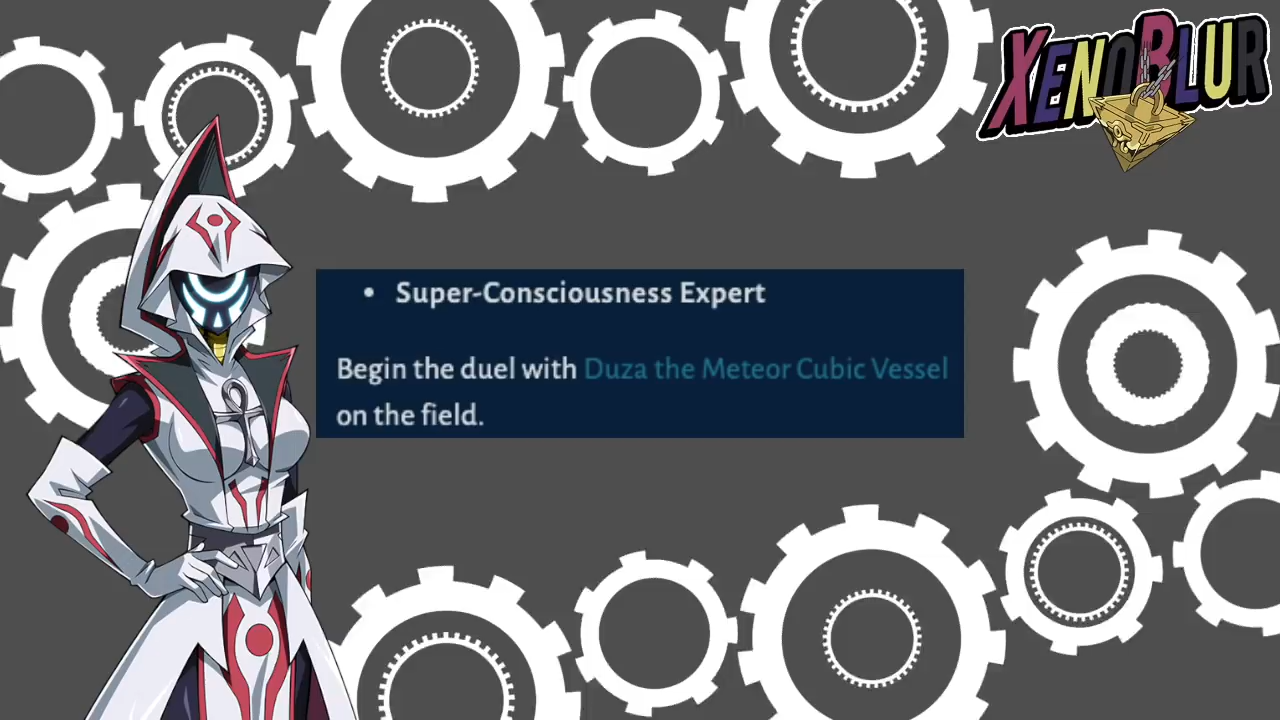 XENOBLUR
• Super-Consciousness Expert
Begin the duel with Duza the Meteor Cubic Vessel
on the field.